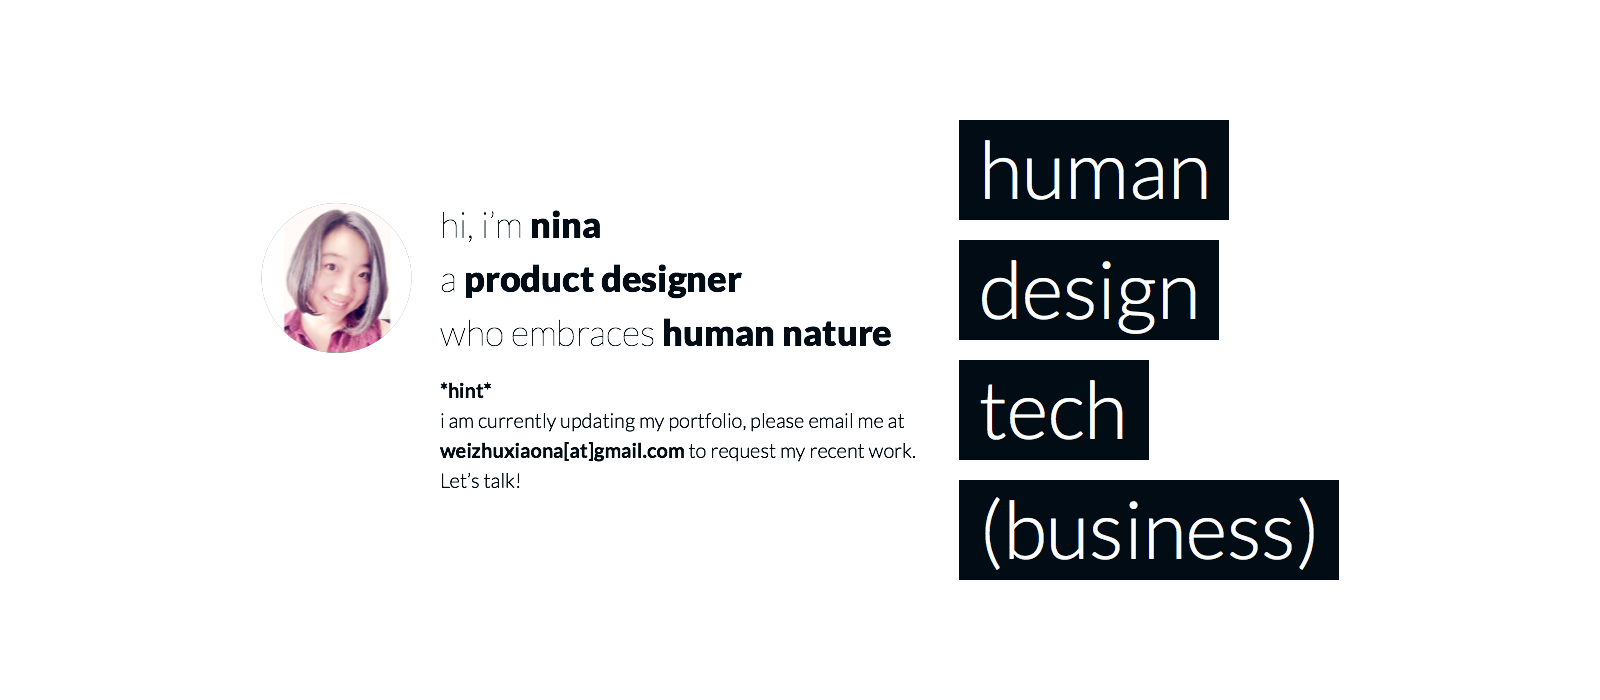 hi, i’m nina
a product designer
who embraces human nature
*hint*
i am currently updating my portfolio, please email me at
weizhuxiaona[at]gmail.com to request my recent work.
Let’s talk!
human
design
tech
(business)